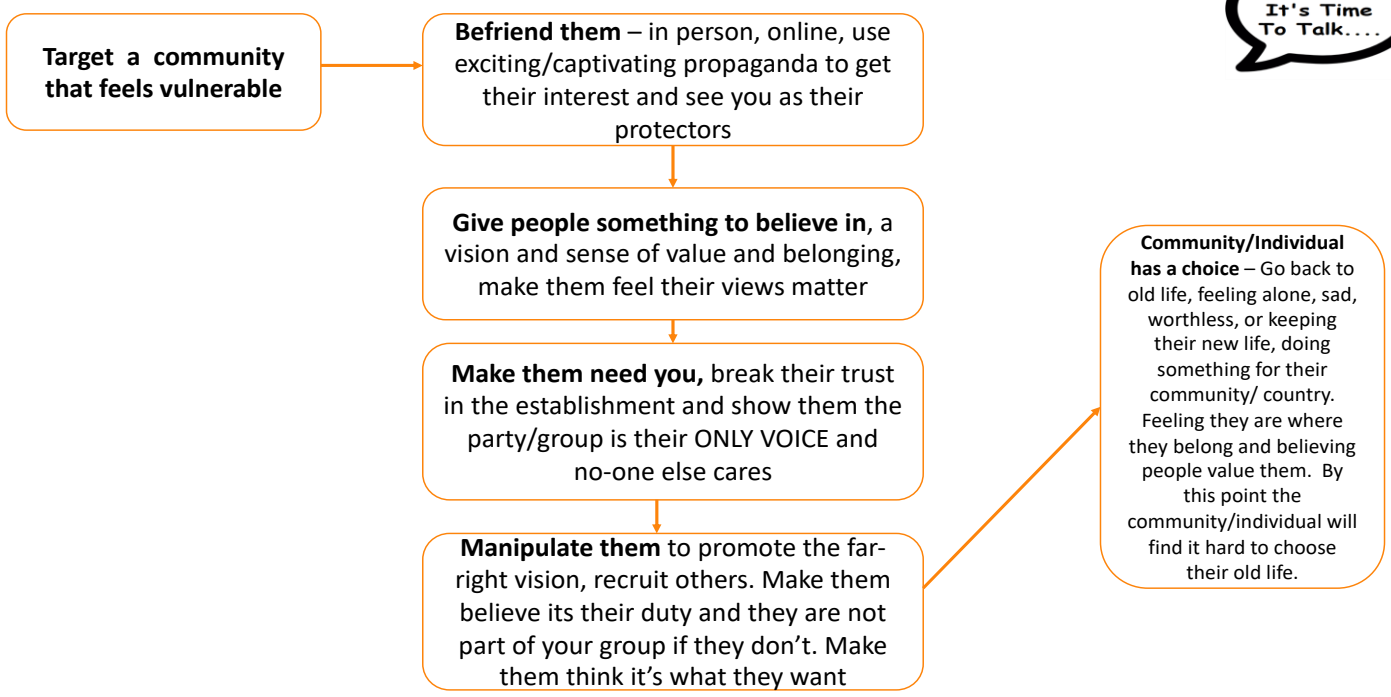 It's Time
To Talk....
Target a community
that feels vulnerable
Befriend them – in person, online, use
exciting/captivating propaganda to get
their interest and see you as their
protectors
Give people something to believe in, a
vision and sense of value and belonging,
make them feel their views matter
Make them need you, break their trust
in the establishment and show them the
party/group is their ONLY VOICE and
no-one else cares
Manipulate them to promote the far-
right vision, recruit others. Make them
believe its their duty and they are not
part of your group if they don't. Make
them think it's what they want
Community/Individual
has a choice – Go back to
old life, feeling alone, sad,
worthless, or keeping
their new life, doing
something for their
community/ country.
Feeling they are where
they belong and believing
people value them. By
this point the
community/individual will
find it hard to choose
their old life.